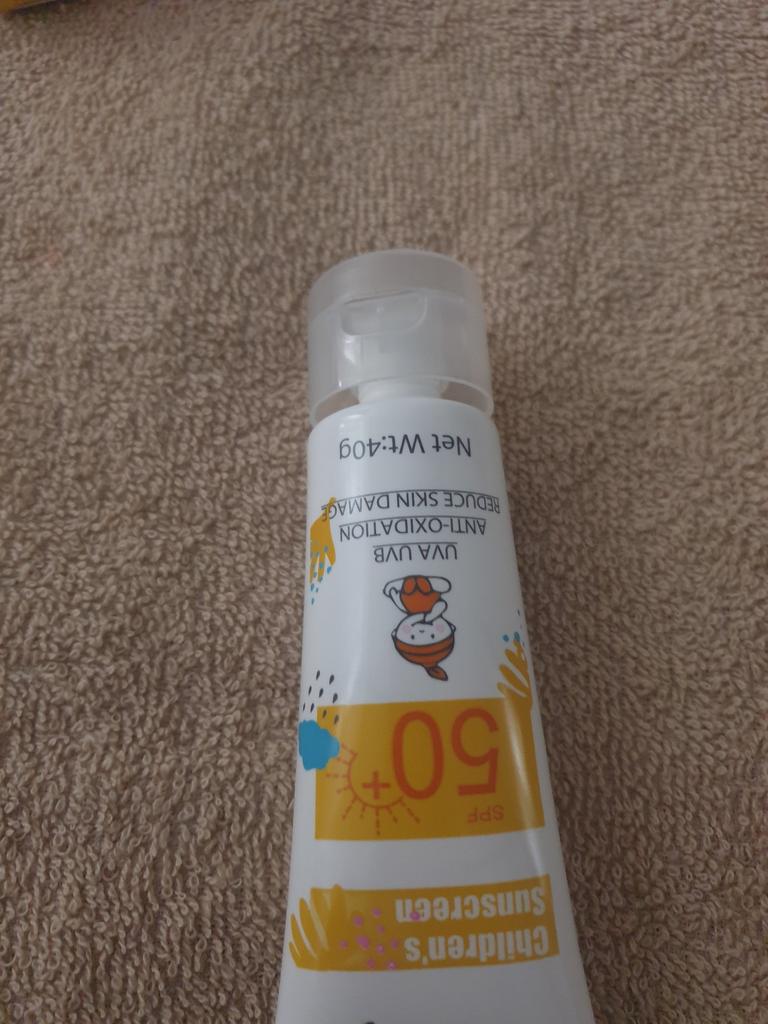 Children's
Sunscreen
SPF
50+
UVA UVB
ANTI-OXIDATION
REDUCE SKIN DAMAGE
Net Wt:40g